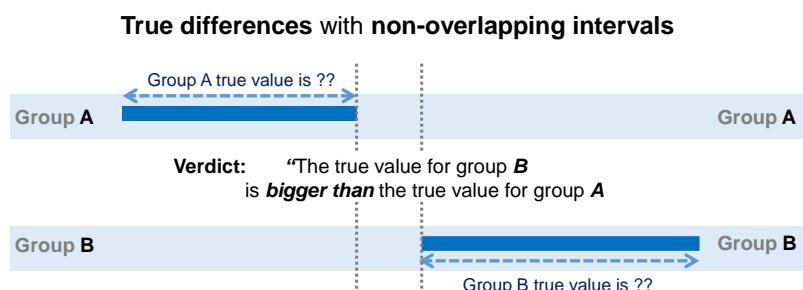 True differences with non-overlapping intervals
Group A true value is ??
Group A
Group A
Verdict: “The true value for group B
is bigger than the true value for group A
Group B
Group B
Group B true value is ??